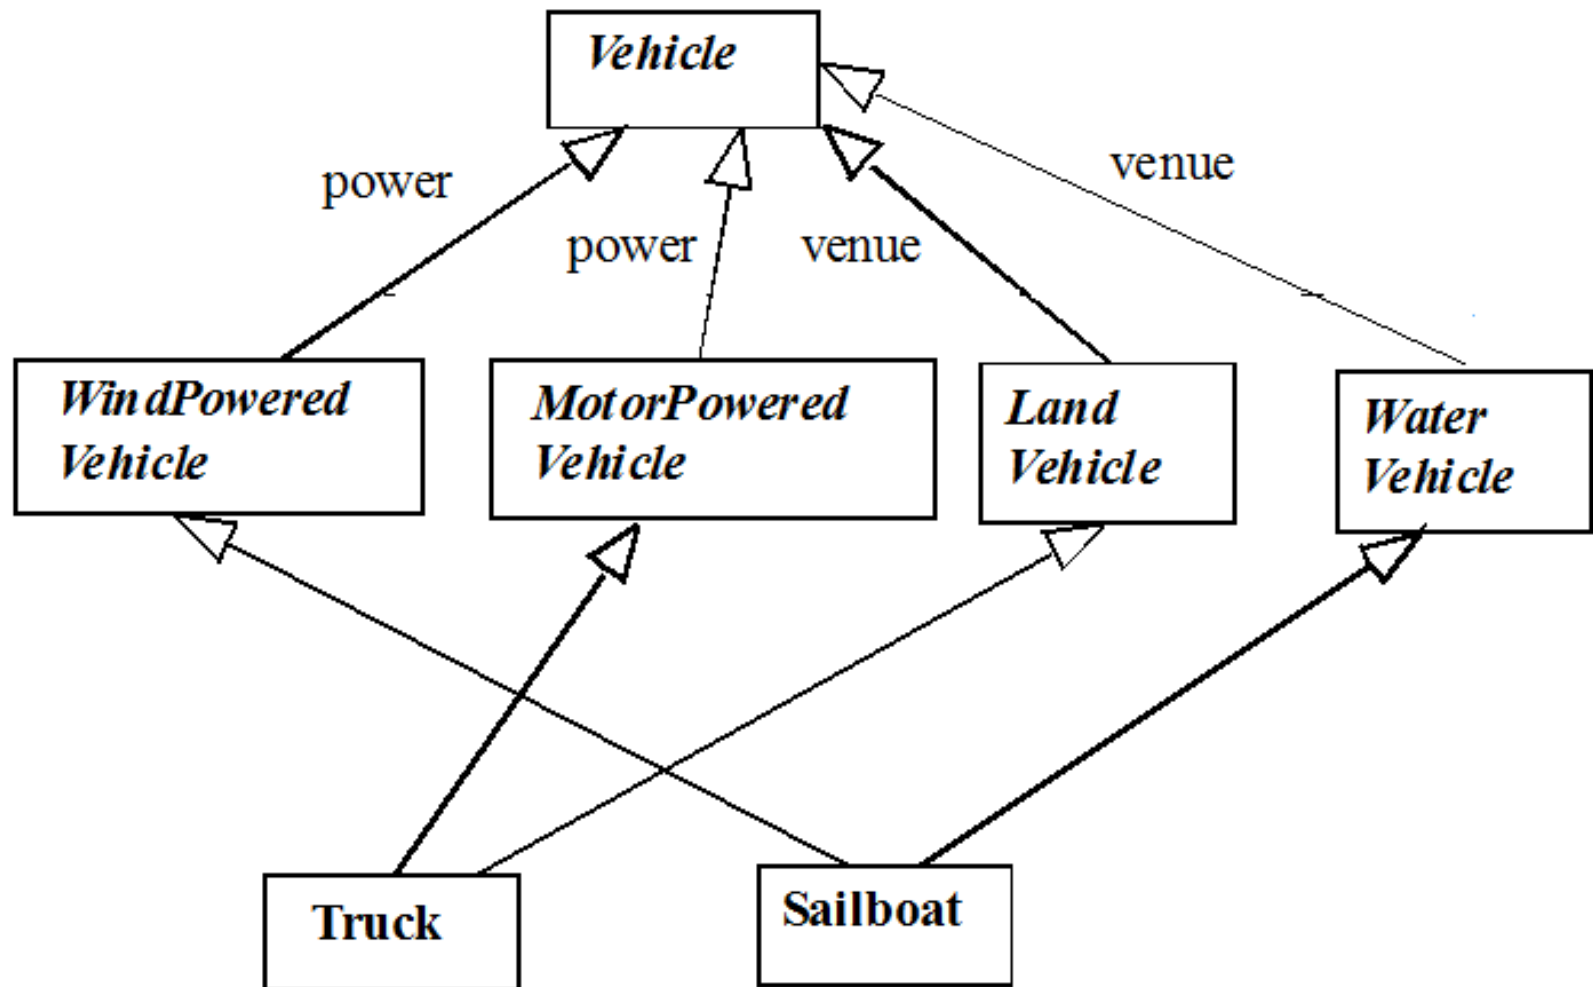 Vehicle
power
venue
power
venue
WindPowered
Vehicle
MotorPowered
Vehicle
Land
Vehicle
Water
Vehicle
Truck
Sailboat